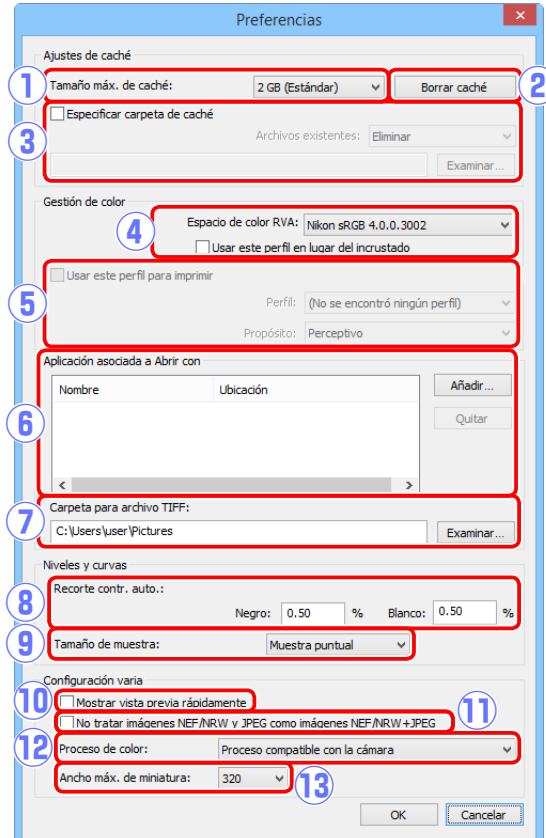 Preferencias
Ajustes de caché
1 Tamaño máx. de caché: 2 GB (Estándar) Borrar caché 2
Especificar carpeta de caché
3 Archivos existentes: Eliminar
Examinar...
Gestión de color
4 Espacio de color RVA: Nikon sRGB 4.0.0.3002
Usar este perfil en lugar del incrustado
Usar este perfil para imprimir
5 Perfil: (No se encontró ningún perfil)
Propósito: Perceptivo
Aplicación asociada a Abrir con
Nombre Ubicación Añadir...
6 Quitar
Carpeta para archivo TIFF:
7 C:\Users\user\Pictures Examinar...
Niveles y curvas
Recorte contr. auto.:
8 Negro: 0.50 % Blanco: 0.50 %
9 Tamaño de muestra: Muestra puntual
Configuración varia
10 Mostrar vista previa rápidamente
No tratar imágenes NEF/NRW y JPEG como imágenes NEF/NRW+JPEG 11
12 Proceso de color: Proceso compatible con la cámara
Ancho máx. de miniatura: 320 13
OK Cancelar